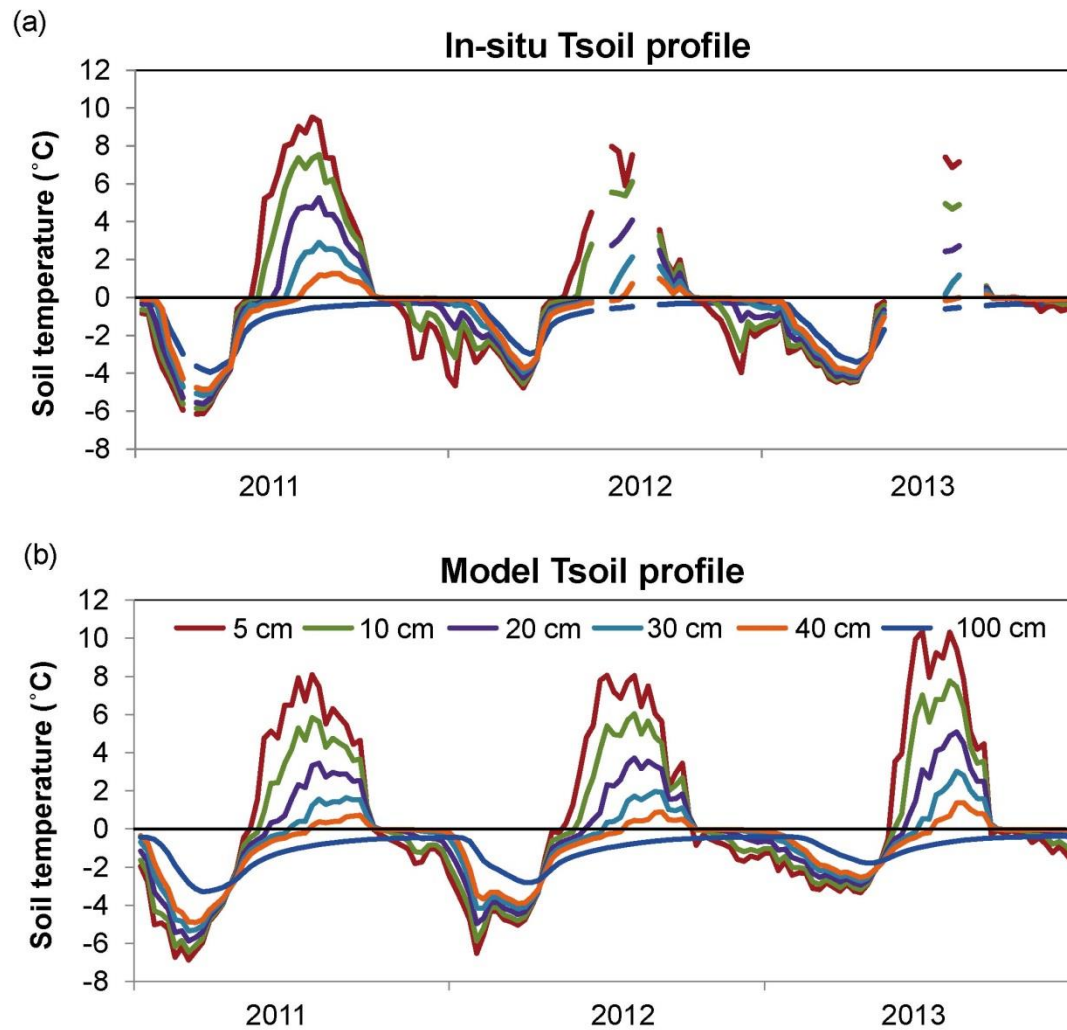 (a)
In-situ Tsoil profile
Soil temperature (˚C)
12
10
8
6
4
2
0
-2
-4
-6
-8
2011 2012 2013
(b)
Model Tsoil profile
Soil temperature (˚C)
12
5 cm 10 cm 20 cm 30 cm 40 cm 100 cm
10
8
6
4
2
0
-2
-4
-6
-8
2011 2012 2013